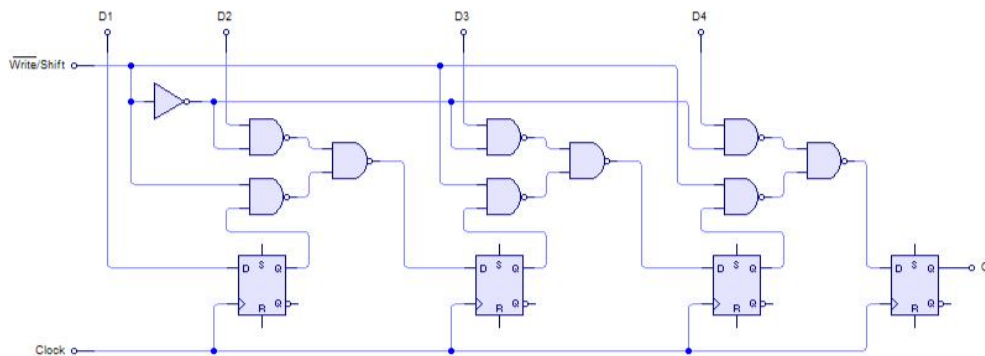 D1
D2
D3
D4
Write/Shift
D S Q
R Q
D S Q
R Q
D S Q
R Q
D S Q
R Q
Clock